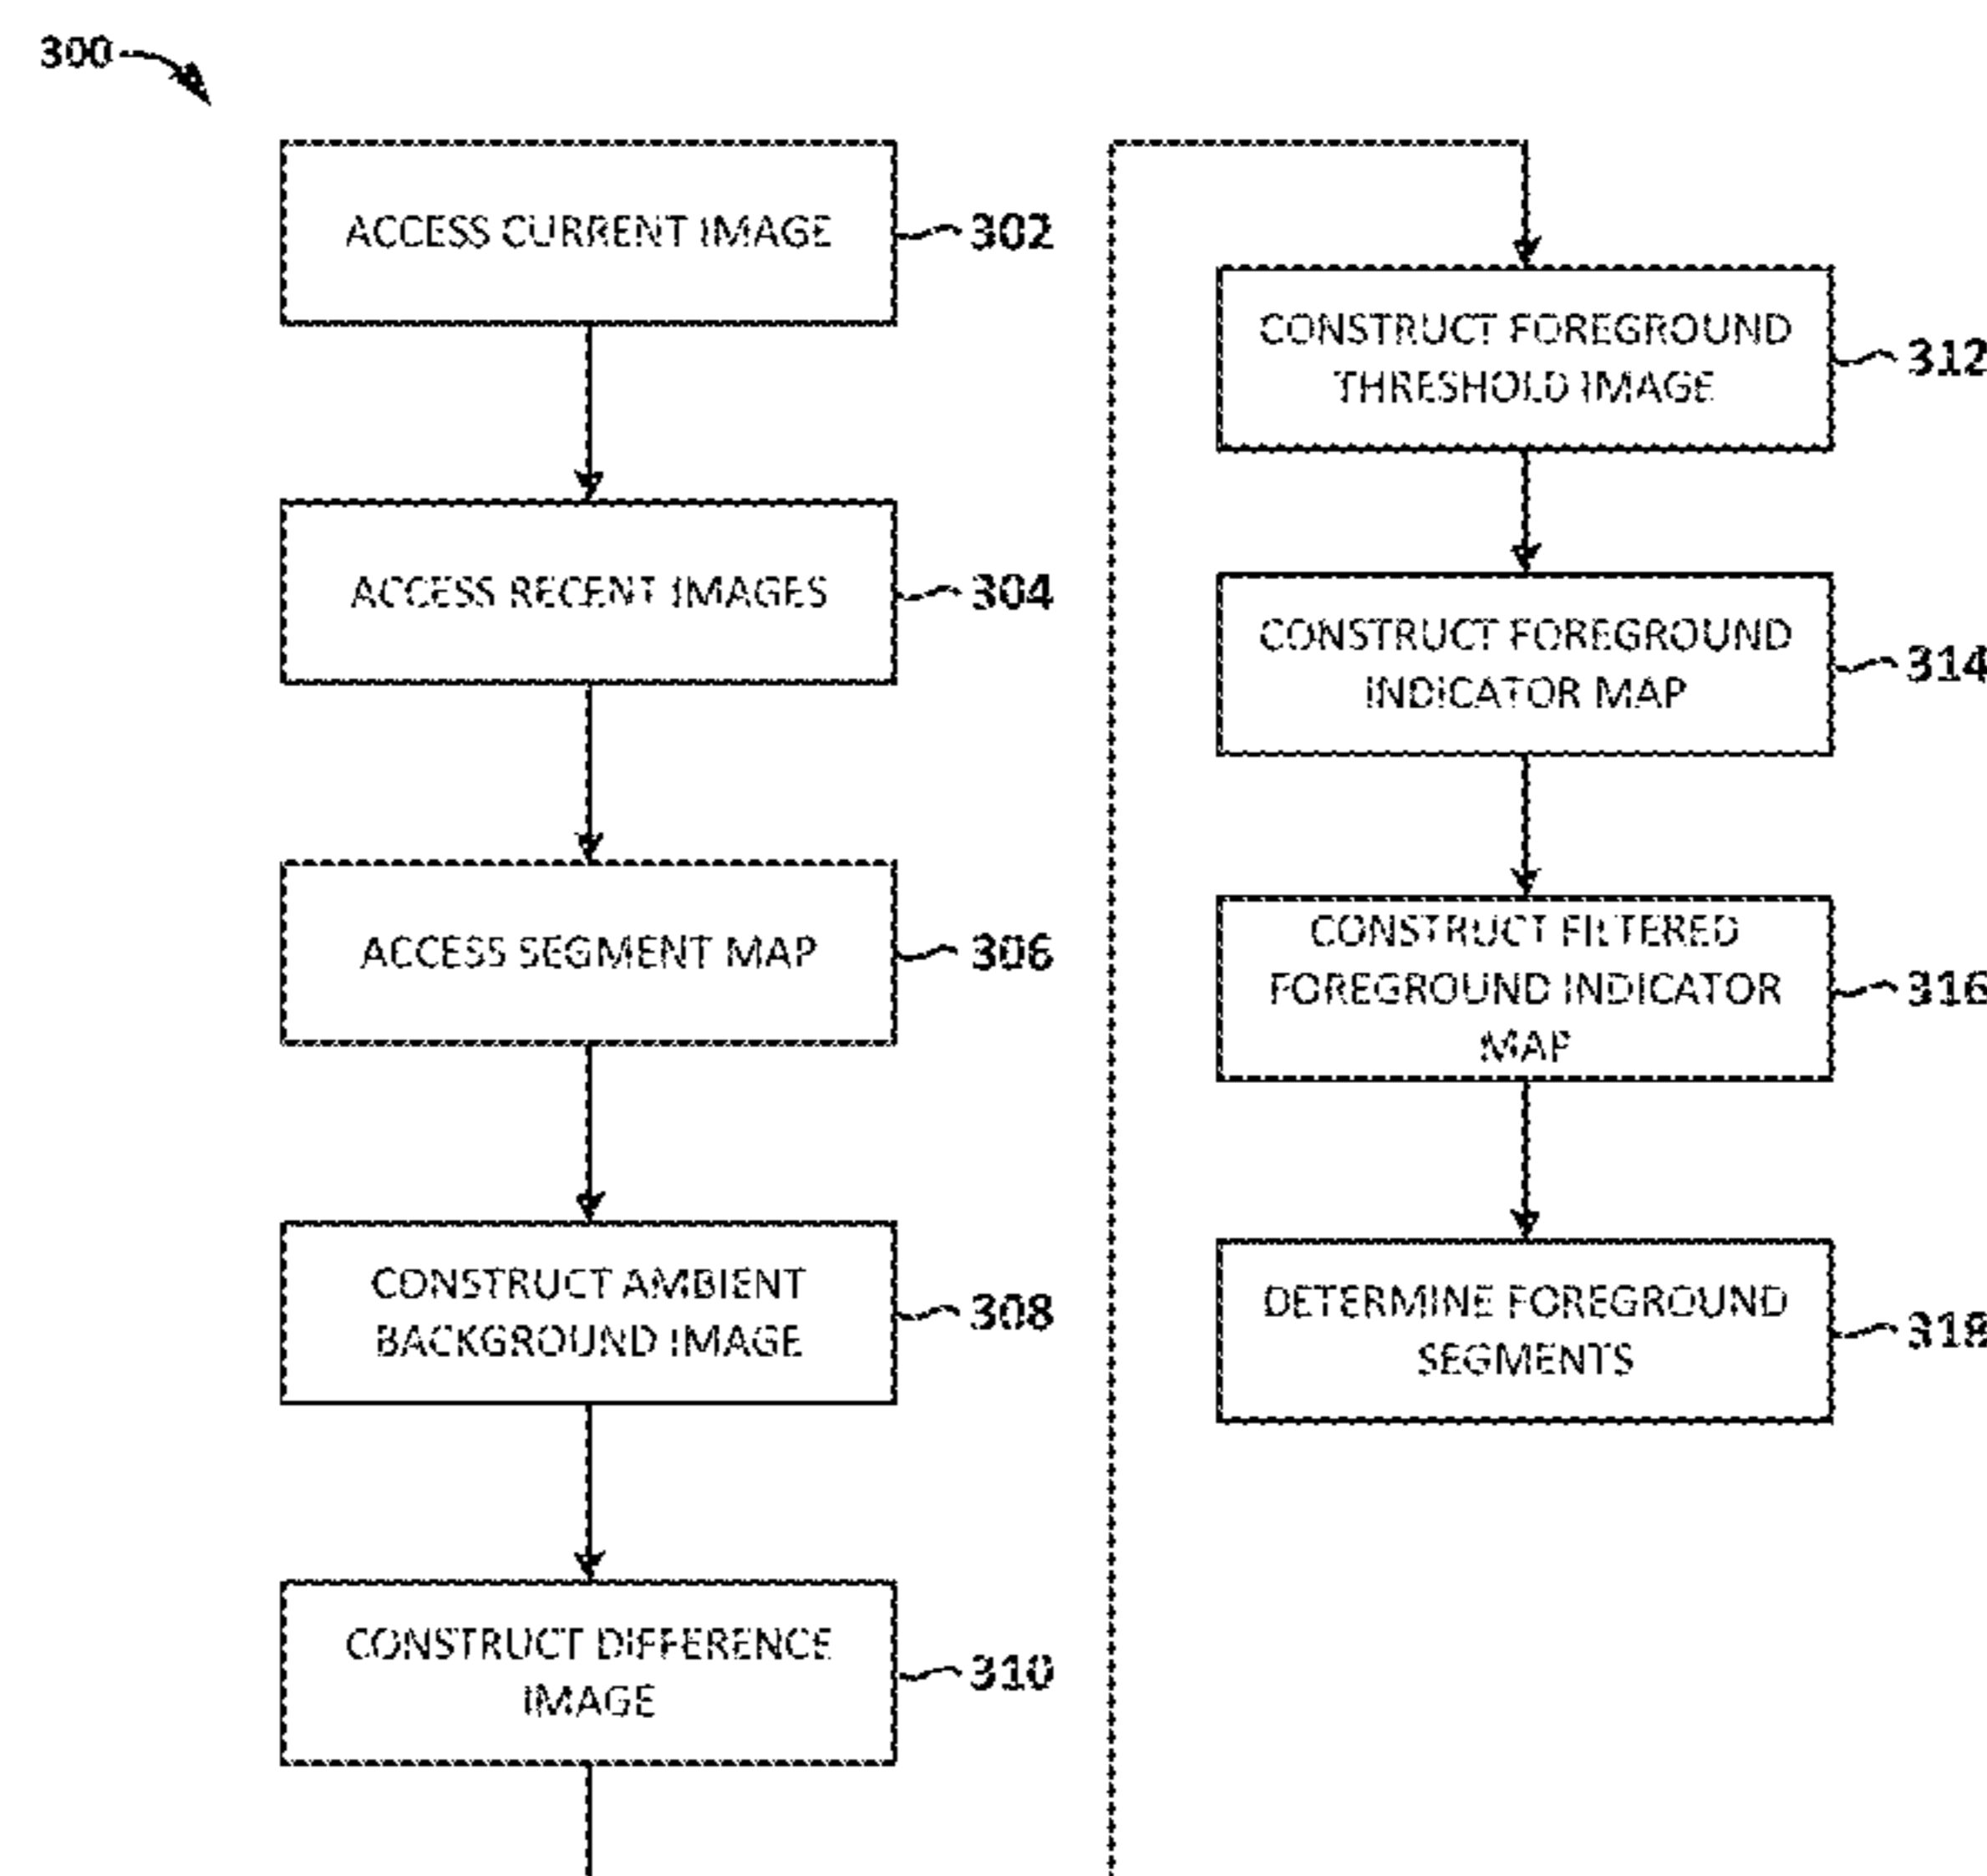 300
ACCESS CURRENT IMAGE
302
ACCESS RECENT IMAGES
304
ACCESS SEGMENT MAP
306
CONSTRUCT AMBIENT
BACKGROUND IMAGE
308
CONSTRUCT DIFFERENCE
IMAGE
310
CONSTRUCT FOREGROUND
THRESHOLD IMAGE
312
CONSTRUCT FOREGROUND
INDICATOR MAP
314
CONSTRUCT FILTERED
FOREGROUND INDICATOR
MAP
316
DETERMINE FOREGROUND
SEGMENTS
318